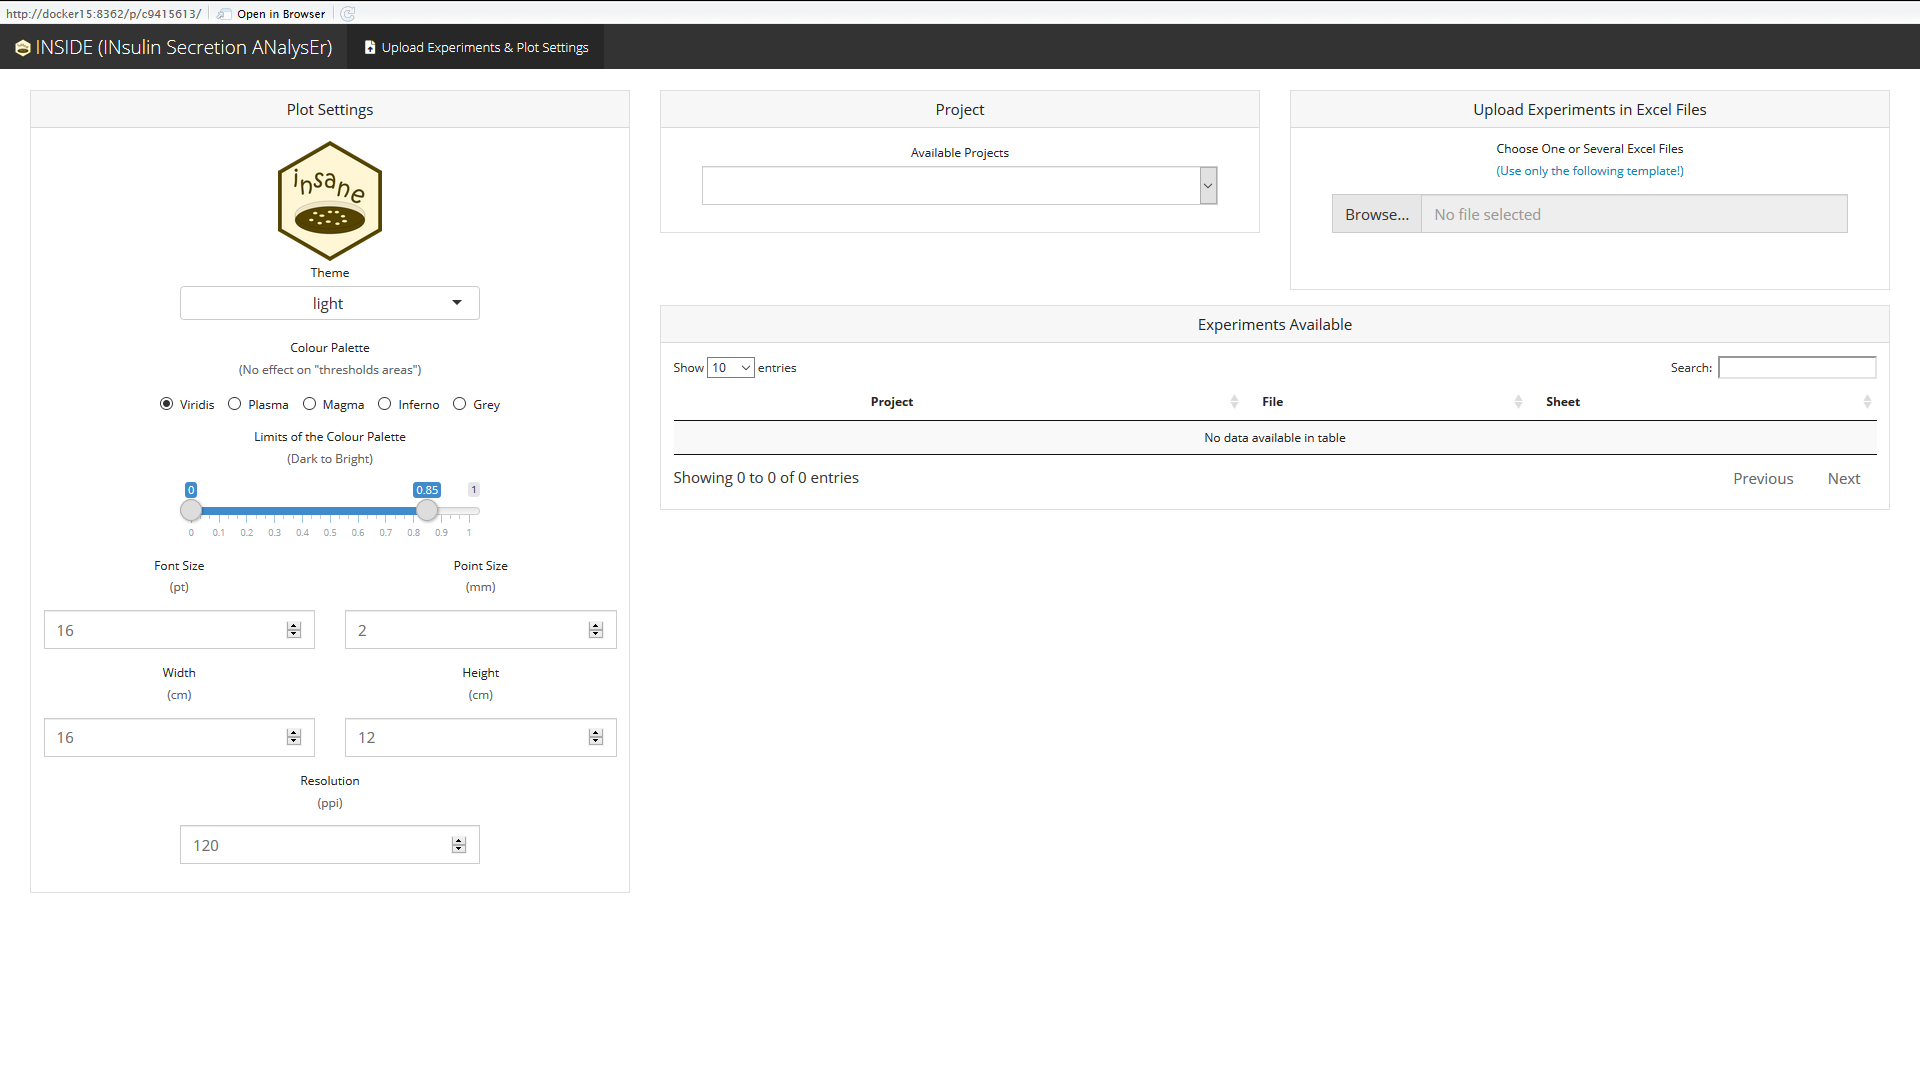 http://docker15:8362/p/c9415613/ Open in Browser
INSIDE (INsulin Secretion ANalysEr) Upload Experiments & Plot Settings
Plot Settings
insane
Theme
light
Colour Palette
(No effect on "thresholds areas")
Viridis Plasma Magma Inferno Grey
Limits of the Colour Palette
(Dark to Bright)
0 0.85 1
0 0.1 0.2 0.3 0.4 0.5 0.6 0.7 0.8 0.9 1
Font Size Point Size
(pt) (mm)
16 2
Width Height
(cm) (cm)
16 12
Resolution
(ppi)
120
Project
Available Projects
Upload Experiments in Excel Files
Choose One or Several Excel Files
(Use only the following template!)
Browse... No file selected
Experiments Available
Show 10 entries Search:
Project File Sheet
No data available in table
Showing 0 to 0 of 0 entries Previous Next